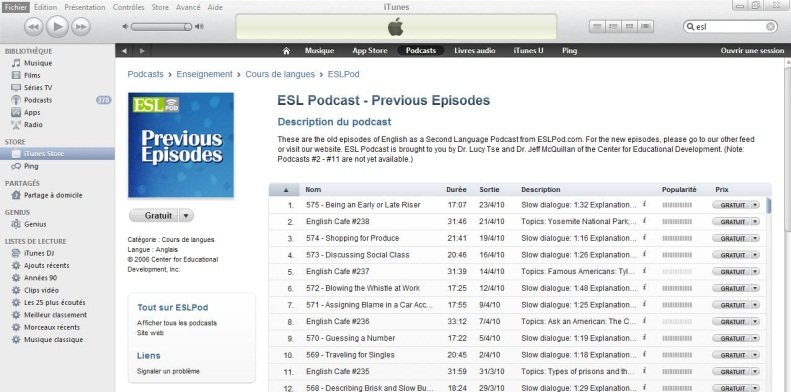 Fichier Édition Présentation Contrôles Store Avancé Aide
iTunes
esl
BIBLIOTHÈQUE
Musique
Films
Séries TV
Podcasts 270
Apps
Radio
STORE
iTunes Store
Ping
PARTAGÉS
Partage à domicile
GENIUS
Genius
LISTES DE LECTURE
iTunes DJ
Ajouts récents
Années 90
Clips vidéo
Les 25 plus écoutés
Meilleur classement
Morceaux récents
Musique classique
Musique App Store Podcasts Livres audio iTunes U Ping Ouvrir une session
Podcasts > Enseignement > Cours de langues > ESLPod
ESL POD
Previous
Episodes
Gratuit
Catégorie : Cours de langues
Langue : Anglais
© 2006 Center for Educational
Development, Inc.
Tout sur ESLPod
Afficher tous les podcasts
Site web
Liens
Signaler un problème
ESL Podcast - Previous Episodes
Description du podcast
These are the old episodes of English as a Second Language Podcast from ESLPod.com. For the new episodes, please go to our other feed
or visit our website. ESL Podcast is brought to you by Dr. Lucy Tse and Dr. Jeff McQuillan of the Center for Educational Development. (Note:
Podcasts #2 - #11 are not yet available.)
Nom Durée Sortie Description Popularité Prix
1. 575 - Being an Early or Late Riser 17:07 23/4/10 Slow dialogue: 1:32 Explanation... i GRATUIT
2. English Cafe #238 31:46 21/4/10 Topics: Yosemite National Park;... i GRATUIT
3. 574 - Shopping for Produce 21:41 19/4/10 Slow dialogue: 1:16 Explanation... i GRATUIT
4. 573 - Discussing Social Class 20:46 16/4/10 Slow dialogue: 1:26 Explanation... i GRATUIT
5. English Cafe #237 31:39 14/4/10 Topics: Famous Americans: Tyl... i GRATUIT
6. 572 - Blowing the Whistle at Work 17:25 12/4/10 Slow dialogue: 1:48 Explanation... i GRATUIT
7. 571 - Assigning Blame in a Car Acc... 17:55 9/4/10 Slow dialogue: 1:25 Explanation... i GRATUIT
8. English Cafe #236 33:12 7/4/10 Topics: Ask an American: The C... i GRATUIT
9. 570 - Guessing a Number 17:22 5/4/10 Slow dialogue: 1:19 Explanation... i GRATUIT
10. 569 - Traveling for Singles 20:45 2/4/10 Slow dialogue: 1:18 Explanation... i GRATUIT
11. English Cafe #235 31:59 31/3/10 Topics: Types of prisons and th... i GRATUIT
12. 568 - Describing Brisk and Slow Bu... 18:24 29/3/10 Slow dialogue: 1:29 Explanation... i GRATUIT